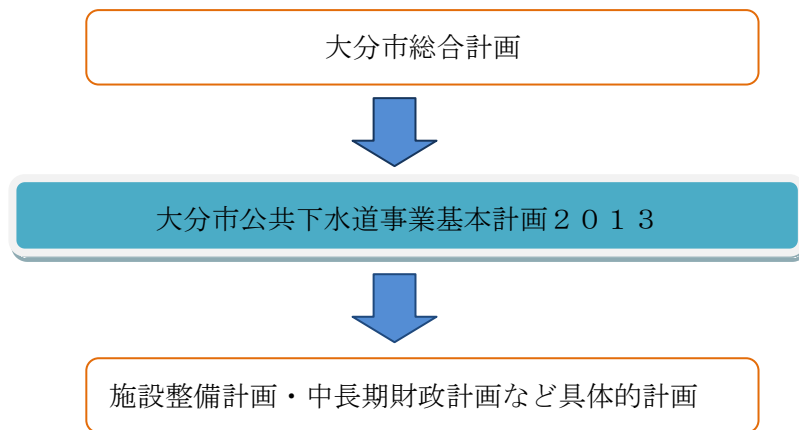 大分市総合計画
大分市公共下水道事業基本計画２０１３
施設整備計画・中長期財政計画など具体的計画